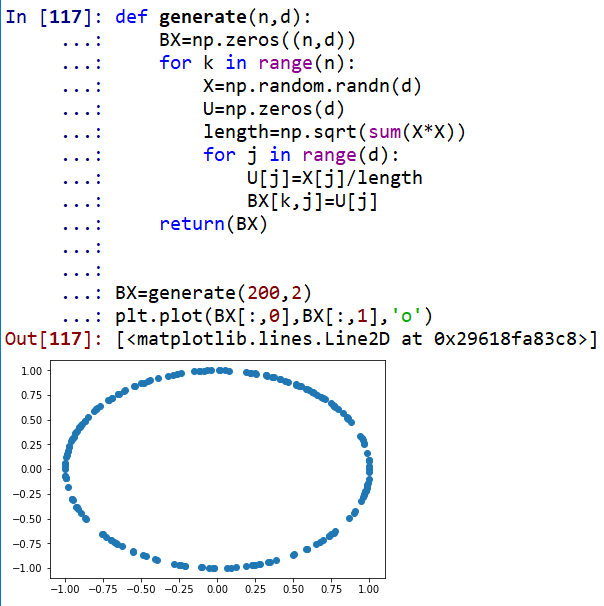 In [117]: def generate(n,d):
     ...:     BX=np.zeros((n,d))
     ...:     for k in range(n):
     ...:         X=np.random.randn(d)
     ...:         U=np.zeros(d)
     ...:         length=np.sqrt(sum(X*X))
     ...:         for j in range(d):
     ...:             U[j]=X[j]/length
     ...:             BX[k,j]=U[j]
     ...:     return(BX)
     ...:
     ...:
     ...: BX=generate(200,2)
     ...: plt.plot(BX[:,0],BX[:,1],'o')
Out[117]: [<matplotlib.lines.Line2D at 0x29618fa83c8>]
1.00
0.75
0.50
0.25
0.00
−0.25
−0.50
−0.75
−1.00
−1.00 −0.75 −0.50 −0.25 0.00 0.25 0.50 0.75 1.00